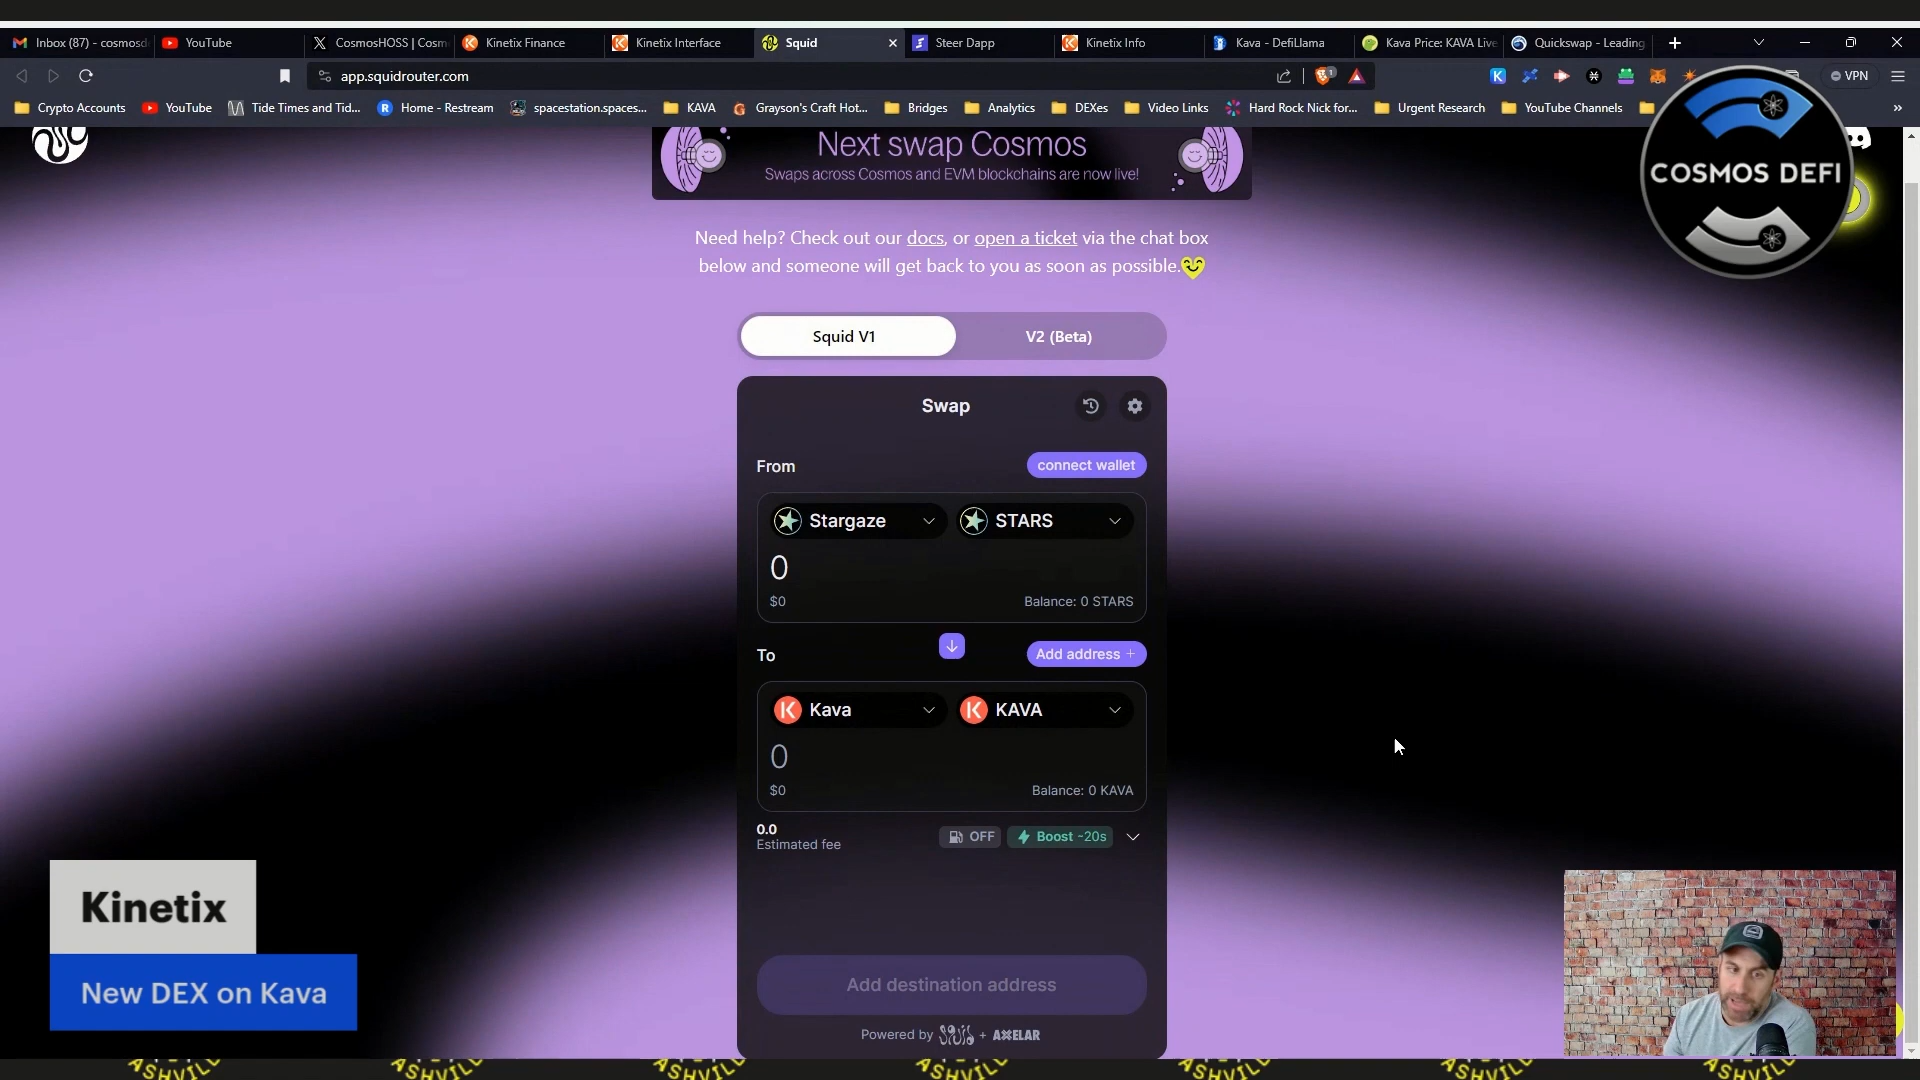 Inbox (87) - cosmosd
YouTube
CosmosHOSS | Cosm
Kinetix Finance
Kinetix Interface
Squid
Steer Dapp
Kinetix Info
Kava - DefiLlama
Kava Price: KAVA Live
Quickswap - Leading
app.squidrouter.com
VPN
Crypto Accounts
YouTube
Tide Times and Tid...
Home - Restream
spacestation.spaces...
KAVA
Grayson's Craft Hot...
Bridges
Analytics
DEXes
Video Links
Hard Rock Nick for...
Urgent Research
YouTube Channels
COSMOS DEFI
Next swap Cosmos
Swaps across Cosmos and EVM blockchains are now live!
Need help? Check out our docs, or open a ticket via the chat box
below and someone will get back to you as soon as possible.
Squid V1
V2 (Beta)
Swap
From
connect wallet
Stargaze
STARS
0
$0
Balance: 0 STARS
To
Add address +
Kava
KAVA
0
$0
Balance: 0 KAVA
0.0
Estimated fee
OFF
Boost -20s
Add destination address
Powered by squid + AXELAR
Kinetix
New DEX on Kava